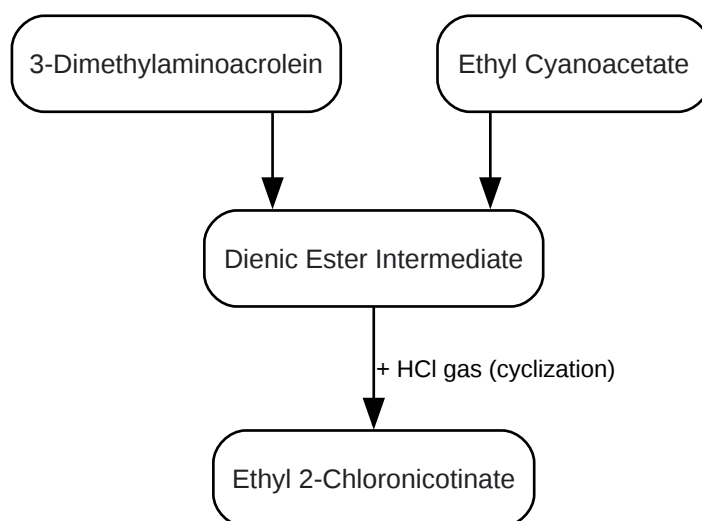 3-Dimethylaminoacrolein
Ethyl Cyanoacetate
Dienic Ester Intermediate
+ HCl gas (cyclization)
Ethyl 2-Chloronicotinate